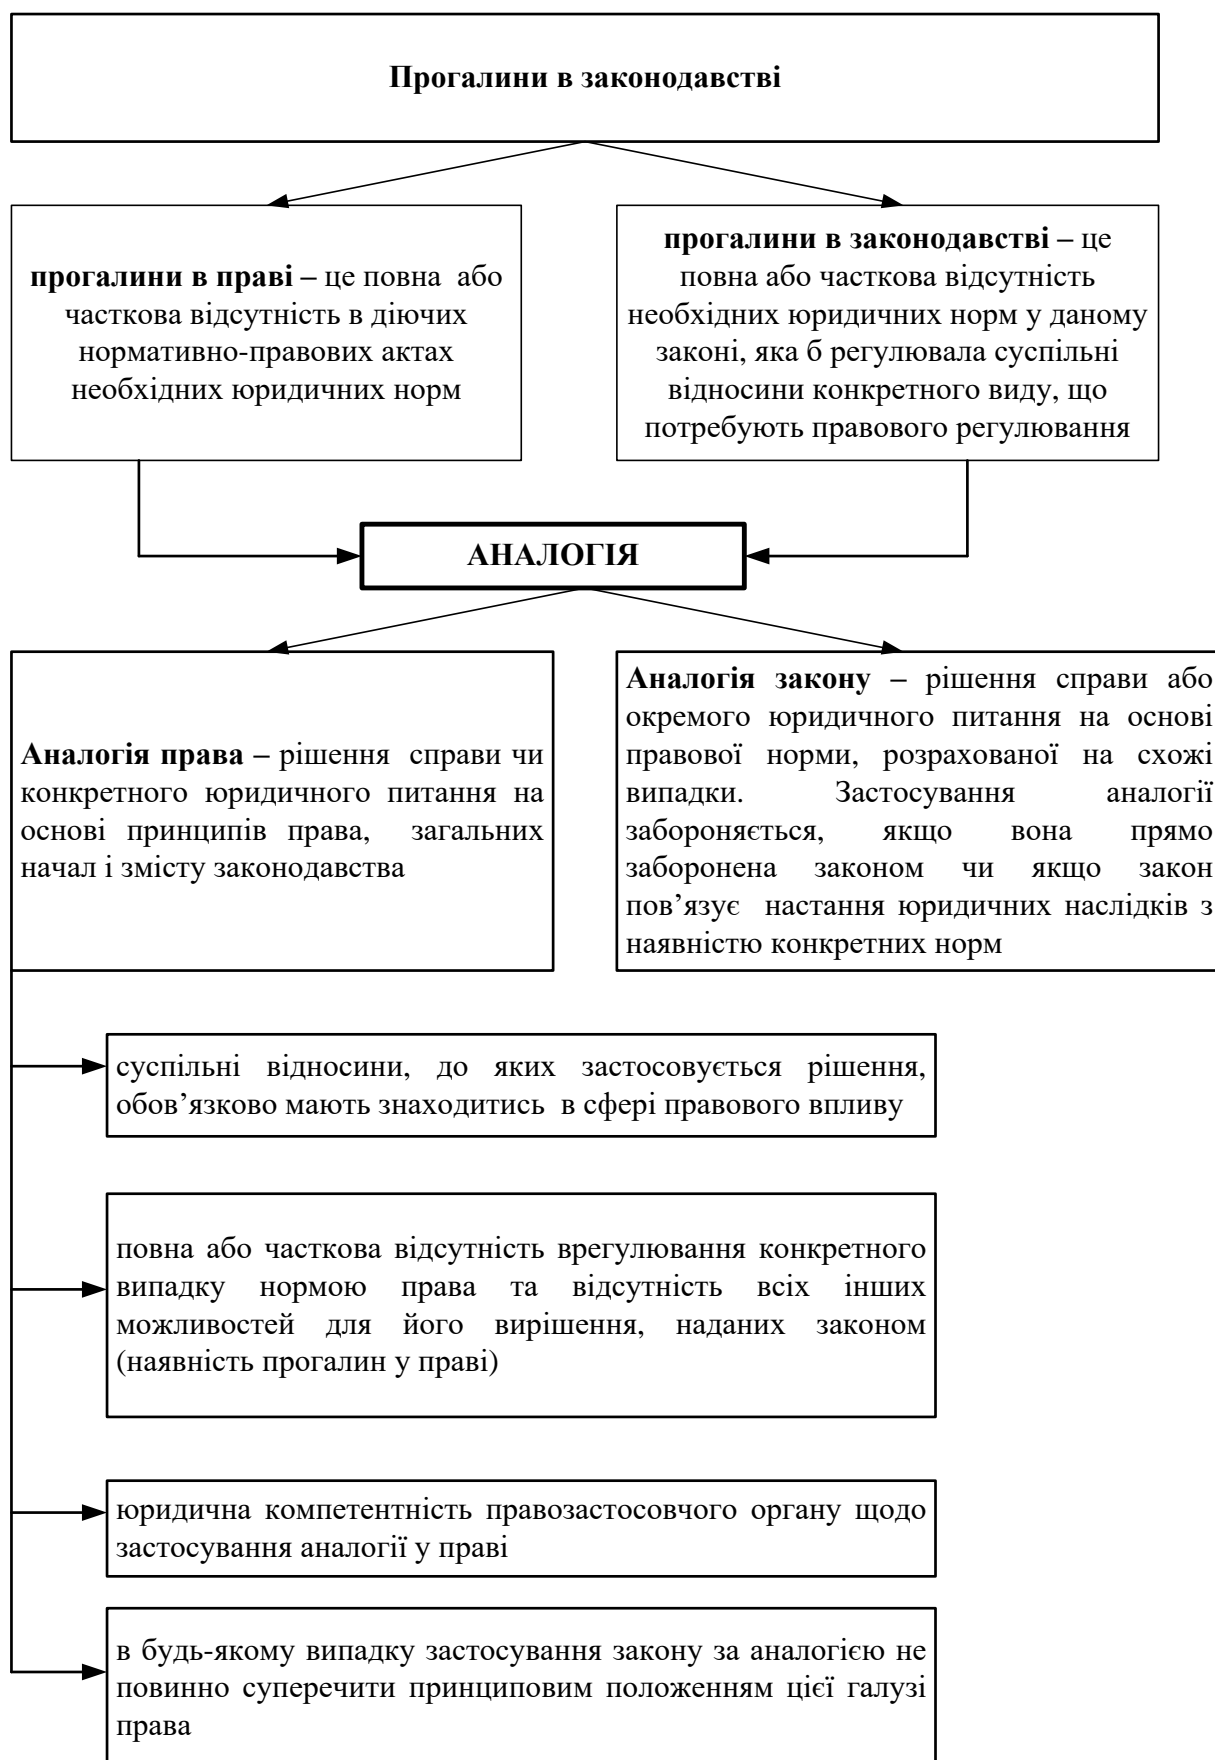 Прогалини в законодавстві
прогалини в праві – це повна або
часткова відсутність в діючих
нормативно-правових актах
необхідних юридичних норм
прогалини в законодавстві – це
повна або часткова відсутність
необхідних юридичних норм у даному
законі, яка б регулювала суспільні
відносини конкретного виду, що
потребують правового регулювання
АНАЛОГІЯ
Аналогія права – рішення справи чи
конкретного юридичного питання на
основі принципів права, загальних
начал і змісту законодавства
Аналогія закону – рішення справи або
окремого юридичного питання на основі
правової норми, розрахованої на схожі
випадки. Застосування аналогії
забороняється, якщо вона прямо
заборонена законом чи якщо закон
пов’язує настання юридичних наслідків з
наявністю конкретних норм
суспільні відносини, до яких застосовується рішення,
обов’язково мають знаходитись в сфері правового впливу
повна або часткова відсутність врегулювання конкретного
випадку нормою права та відсутність всіх інших
можливостей для його вирішення, наданих законом
(наявність прогалин у праві)
юридична компетентність правозастосовчого органу щодо
застосування аналогії у праві
в будь-якому випадку застосування закону за аналогією не
повинно суперечити принциповим положенням цієї галузі
права